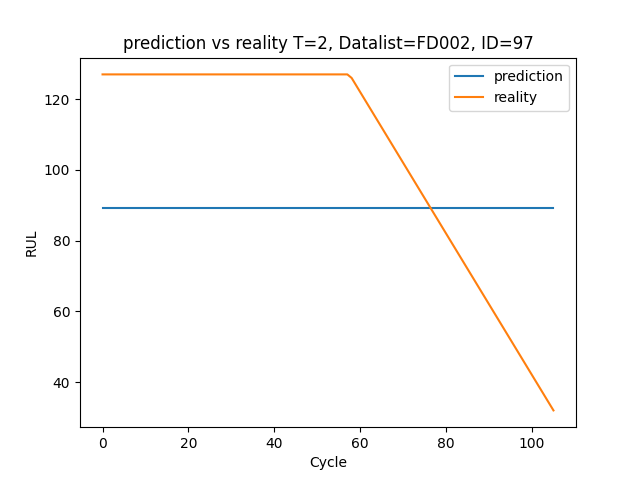 prediction vs reality T=2, Datalist=FD002, ID=97
prediction
reality
RUL
120
100
80
60
40
0 20 40 60 80 100
Cycle